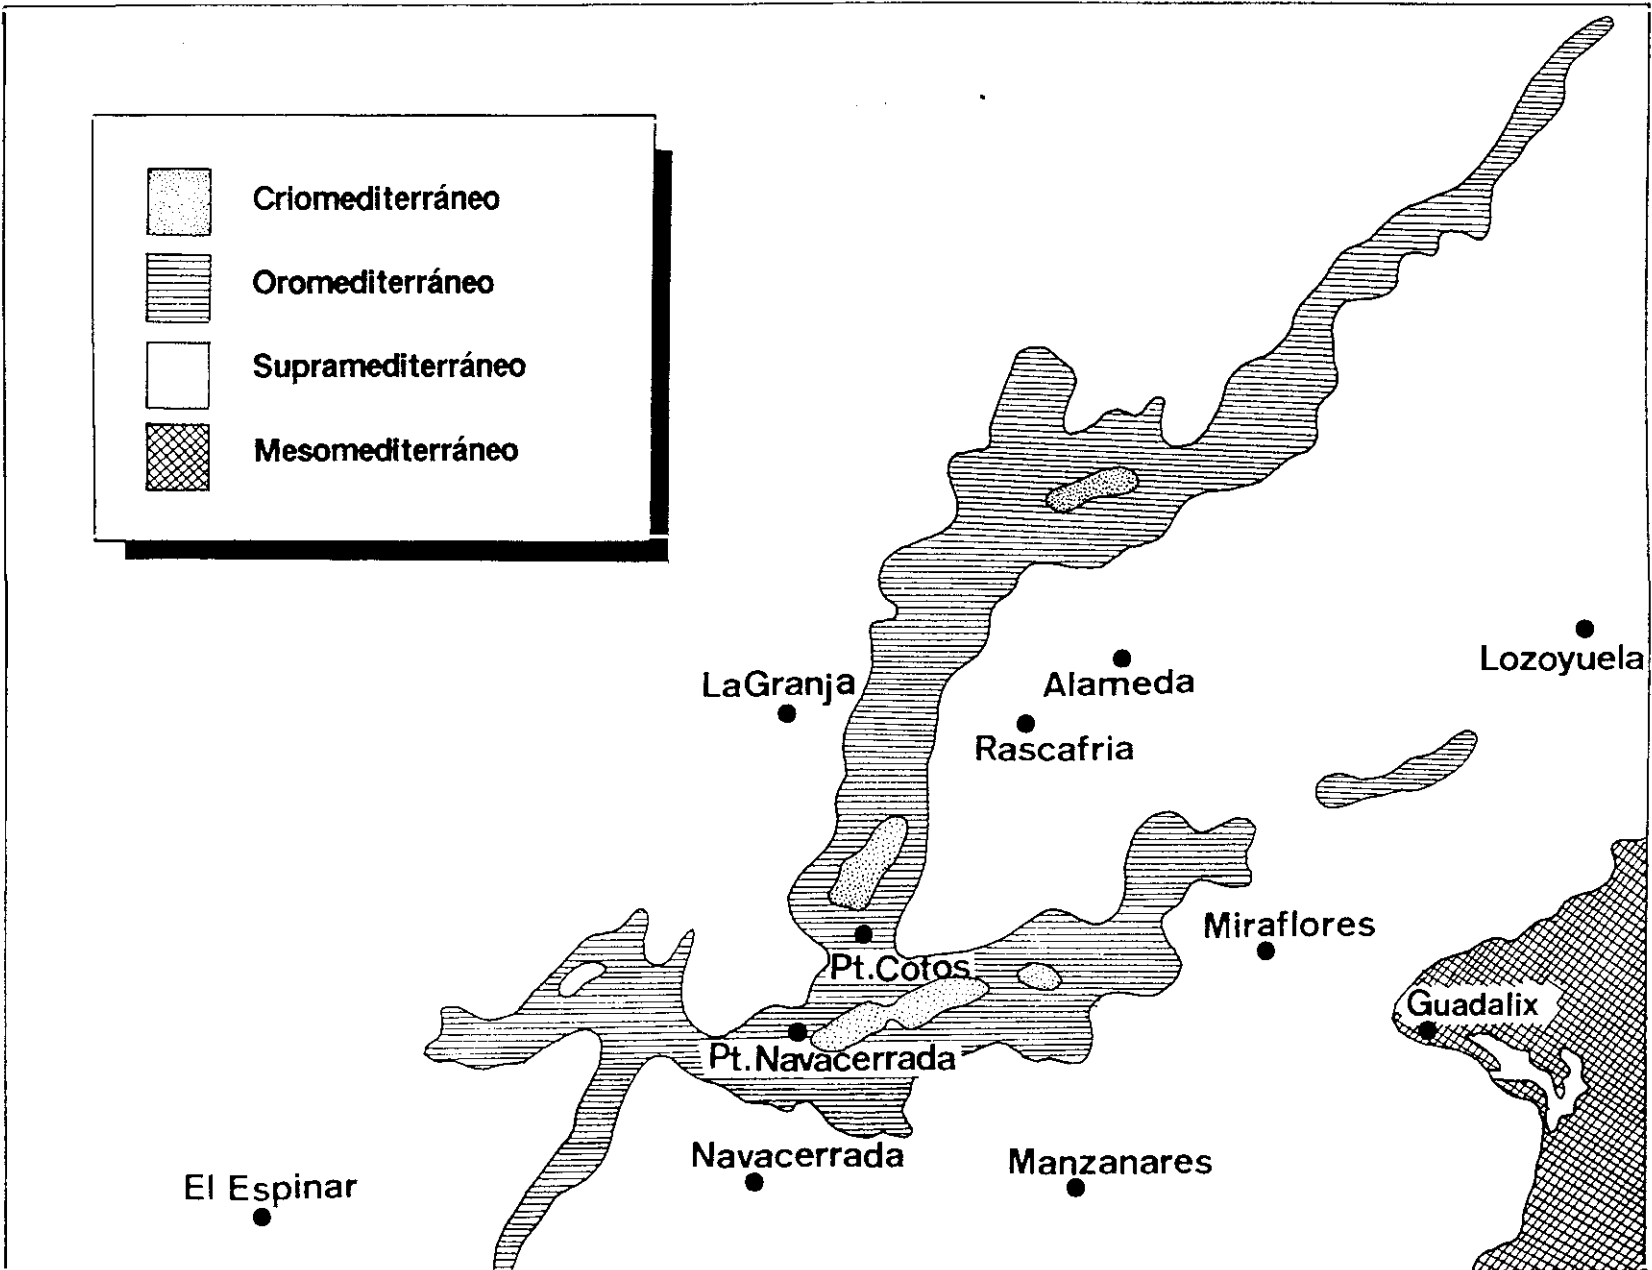 Criomediterráneo
Oromediterráneo
Supramediterráneo
Mesomediterráneo
Lozoyuela
LaGranja
Alameda
Rascafria
Miraflores
Pt.Cotos
Guadalix
Pt.Navacerrada
Navacerrada
Manzanares
El Espinar